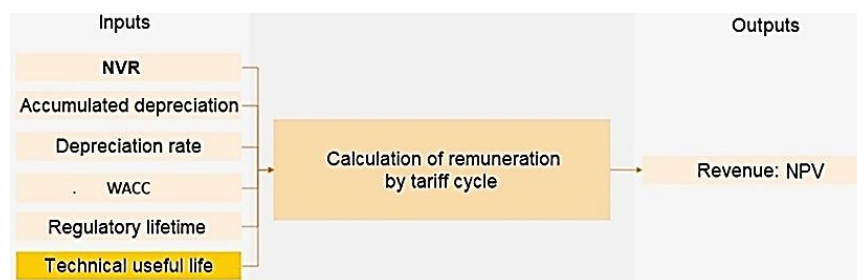 Inputs
NVR
Accumulated depreciation
Depreciation rate
. WACC
Regulatory lifetime
Technical useful life
Calculation of remuneration
by tariff cycle
Outputs
Revenue: NPV